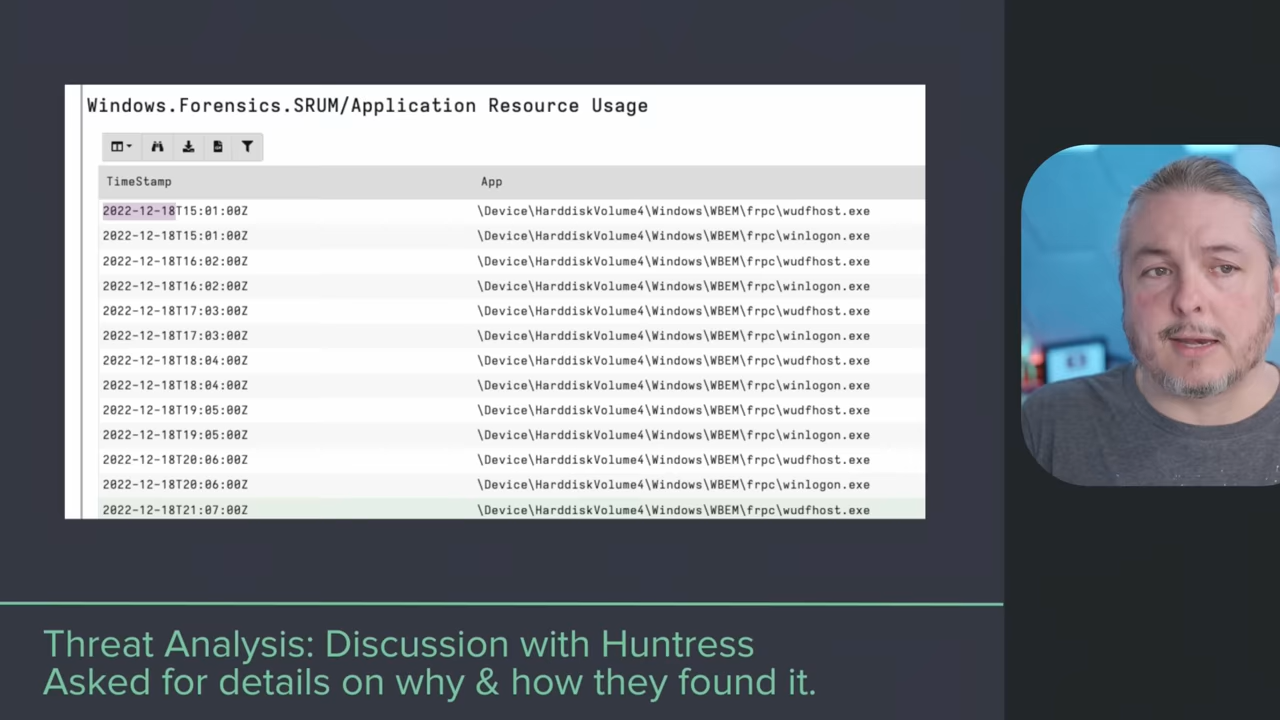 Windows.Forensics.SRUM/Application Resource Usage
TimeStamp App
2022-12-18T15:01:00Z \Device\HarddiskVolume4\Windows\WBEM\frpc\wudfhost.exe
2022-12-18T15:01:00Z \Device\HarddiskVolume4\Windows\WBEM\frpc\winlogon.exe
2022-12-18T16:02:00Z \Device\HarddiskVolume4\Windows\WBEM\frpc\wudfhost.exe
2022-12-18T16:02:00Z \Device\HarddiskVolume4\Windows\WBEM\frpc\winlogon.exe
2022-12-18T17:03:00Z \Device\HarddiskVolume4\Windows\WBEM\frpc\wudfhost.exe
2022-12-18T17:03:00Z \Device\HarddiskVolume4\Windows\WBEM\frpc\winlogon.exe
2022-12-18T18:04:00Z \Device\HarddiskVolume4\Windows\WBEM\frpc\wudfhost.exe
2022-12-18T18:04:00Z \Device\HarddiskVolume4\Windows\WBEM\frpc\winlogon.exe
2022-12-18T19:05:00Z \Device\HarddiskVolume4\Windows\WBEM\frpc\wudfhost.exe
2022-12-18T19:05:00Z \Device\HarddiskVolume4\Windows\WBEM\frpc\winlogon.exe
2022-12-18T20:06:00Z \Device\HarddiskVolume4\Windows\WBEM\frpc\wudfhost.exe
2022-12-18T20:06:00Z \Device\HarddiskVolume4\Windows\WBEM\frpc\winlogon.exe
2022-12-18T21:07:00Z \Device\HarddiskVolume4\Windows\WBEM\frpc\wudfhost.exe
Threat Analysis: Discussion with Huntress
Asked for details on why & how they found it.